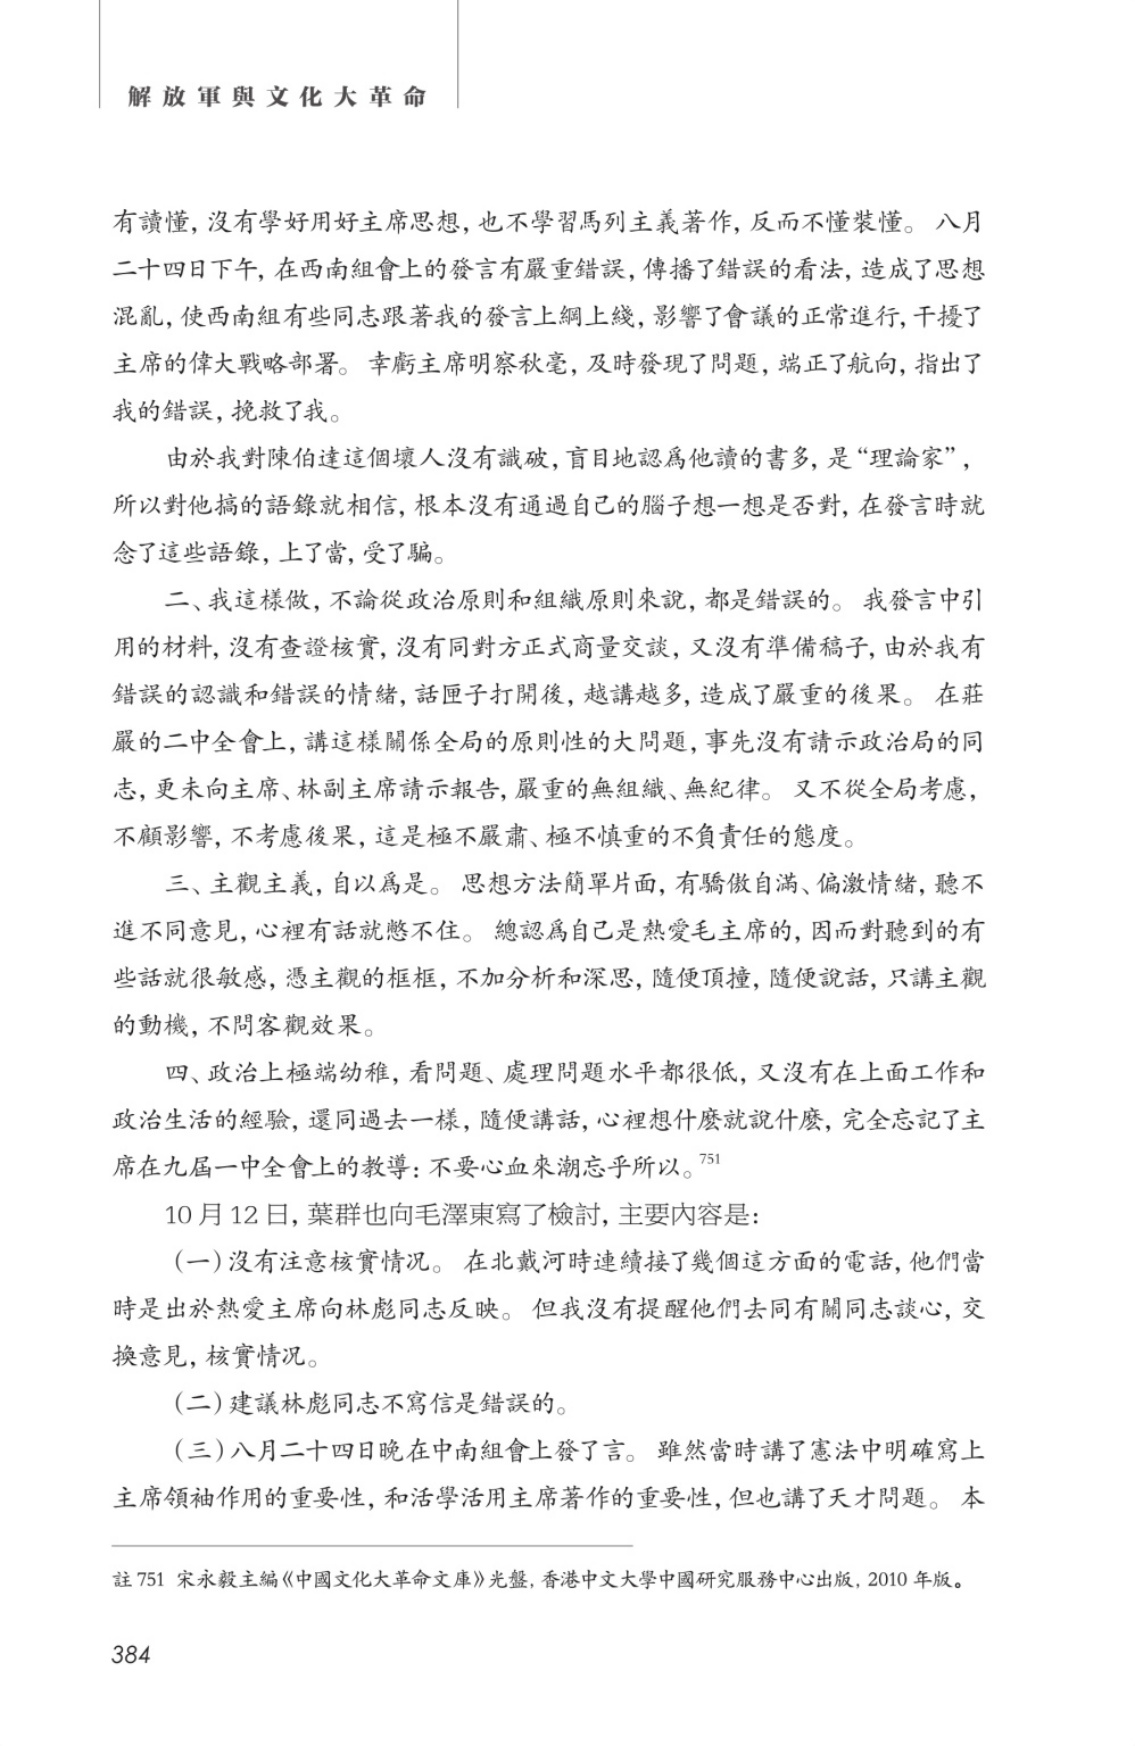 解放軍與文化大革命
有讀懂，沒有學好用好主席思想，也不學習馬列主義著作，反而不懂裝懂。八月
二十四日下午，在西南組會上的發言有嚴重錯誤，傳播了錯誤的看法，造成了思想
混亂，使西南組有些同志跟著我的發言上綱上綫，影響了會議的正常進行，干擾了
主席的偉大戰略部署。幸虧主席明察秋毫，及時發現了問題，端正了航向，指出了
我的錯誤，挽救了我。
由於我對陳伯達這個壞人沒有識破，盲目地認爲他讀的書多，是“理論家”，
所以對他搞的語錄就相信，根本沒有通過自己的腦子想一想是否對，在發言時就
念了這些語錄，上了當，受了騙。
二、我這樣做，不論從政治原則和組織原則來說，都是錯誤的。我發言中引
用的材料，沒有查證核實，沒有同對方正式商量交談，又沒有準備稿子，由於我有
錯誤的認識和錯誤的情緒，話匣子打開後，越講越多，造成了嚴重的後果。在莊
嚴的二中全會上，講這樣關係全局的原則性的大問題，事先沒有請示政治局的同
志，更未向主席、林副主席請示報告，嚴重的無組織、無紀律。又不從全局考慮，
不顧影響，不考慮後果，這是極不嚴肅、極不慎重的不負責任的態度。
三、主觀主義，自以爲是。思想方法簡單片面，有驕傲自滿、偏激情緒，聽不
進不同意見，心裡有話就憋不住。總認爲自己是熱愛毛主席的，因而對聽到的有
些話就很敏感，憑主觀的框框，不加分析和深思，隨便頂撞，隨便說話，只講主觀
的動機，不問客觀效果。
四、政治上極端幼稚，看問題、處理問題水平都很低，又沒有在上面工作和
政治生活的經驗，還同過去一樣，隨便講話，心裡想什麼就說什麼，完全忘記了主
席在九屆一中全會上的教導：不要心血來潮忘乎所以。751
10月12日，葉群也向毛澤東寫了檢討，主要內容是：
（一）沒有注意核實情況。在北戴河時連續接了幾個這方面的電話，他們當
時是出於熱愛主席向林彪同志反映。但我沒有提醒他們去同有關同志談心，交
換意見，核實情況。
（二）建議林彪同志不寫信是錯誤的。
（三）八月二十四日晚在中南組會上發了言。雖然當時講了憲法中明確寫上
主席領袖作用的重要性，和活學活用主席著作的重要性，但也講了天才問題。本
註751 宋永毅主編《中國文化大革命文庫》光盤，香港中文大學中國研究服務中心出版，2010年版。
384